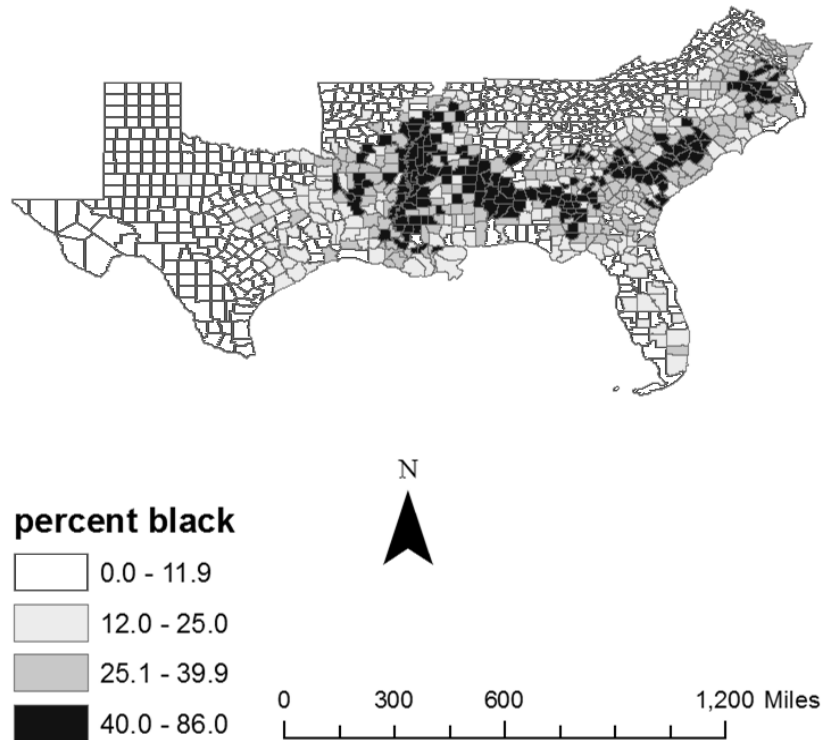 N
percent black
0.0 - 11.9
12.0 - 25.0
25.1 - 39.9
40.0 - 86.0
0 300 600 1,200 Miles